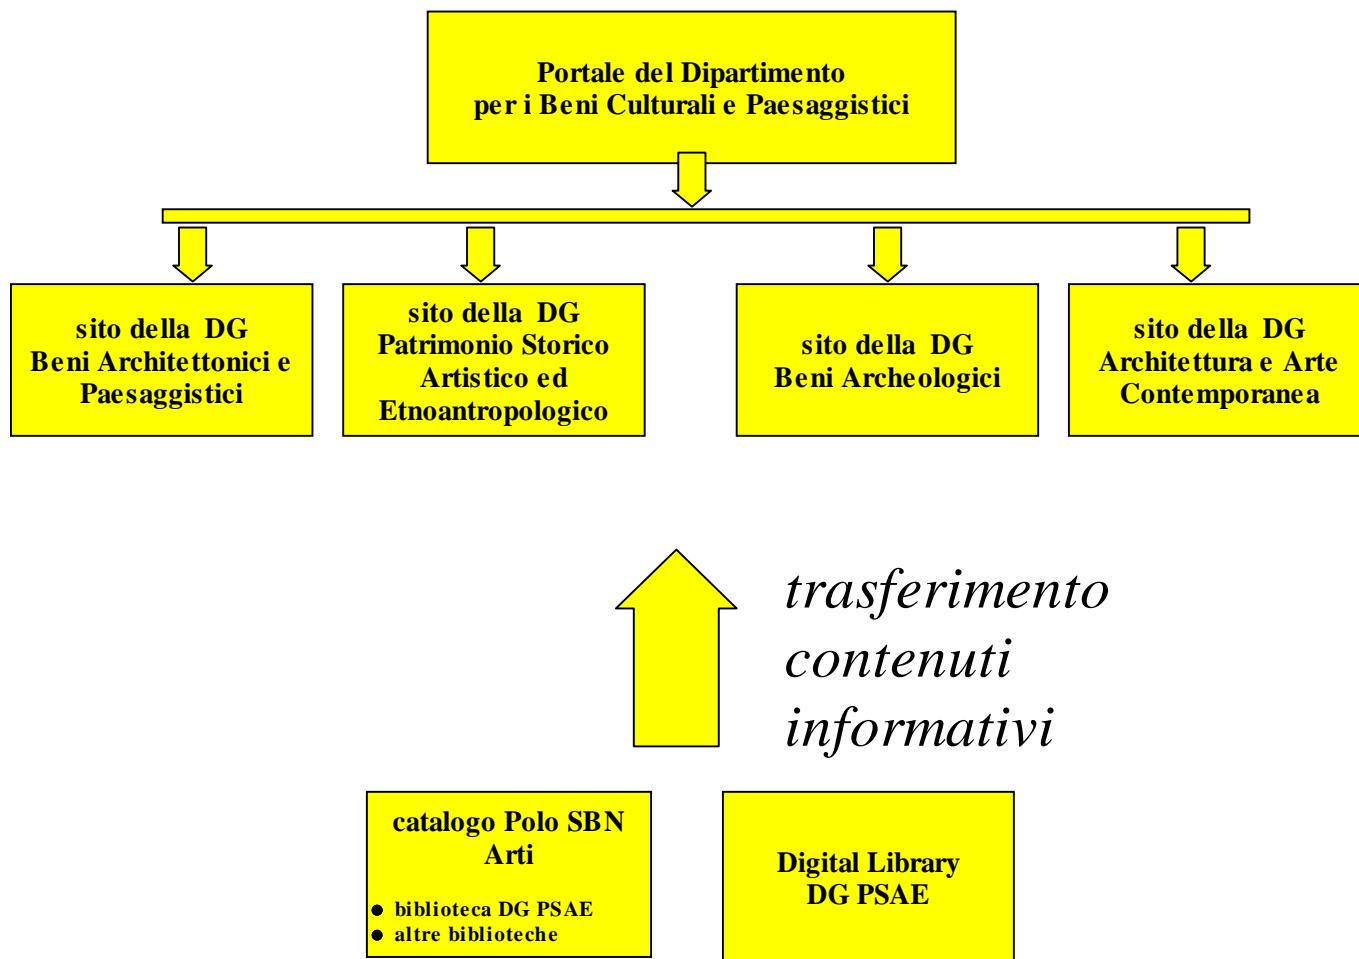 Portale del Dipartimento
per i Beni Culturali e Paesaggistici
sito della DG
Beni Architettonici e
Paesaggistici
sito della DG
Patrimonio Storico
Artistico ed
Etnoantropologico
sito della DG
Beni Archeologici
sito della DG
Architettura e Arte
Contemporanea
trasferimento
contenuti
informativi
catalogo Polo SBN
Arti
● biblioteca DG PSAE
● altre biblioteche
Digital Library
DG PSAE